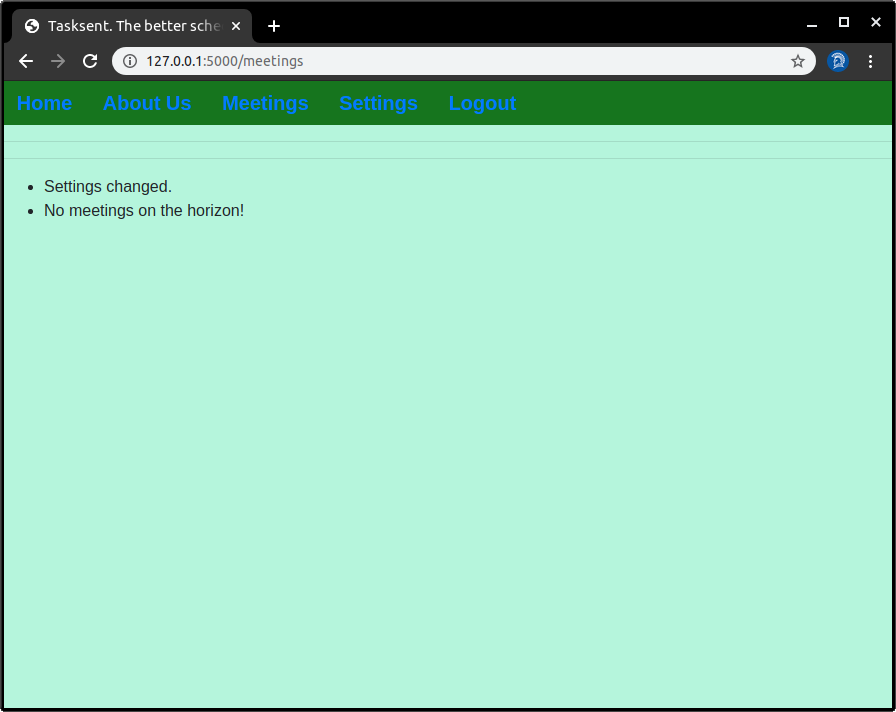 Tasksent. The better sche
127.0.0.1:5000/meetings
Home About Us Meetings Settings Logout
Settings changed.
No meetings on the horizon!